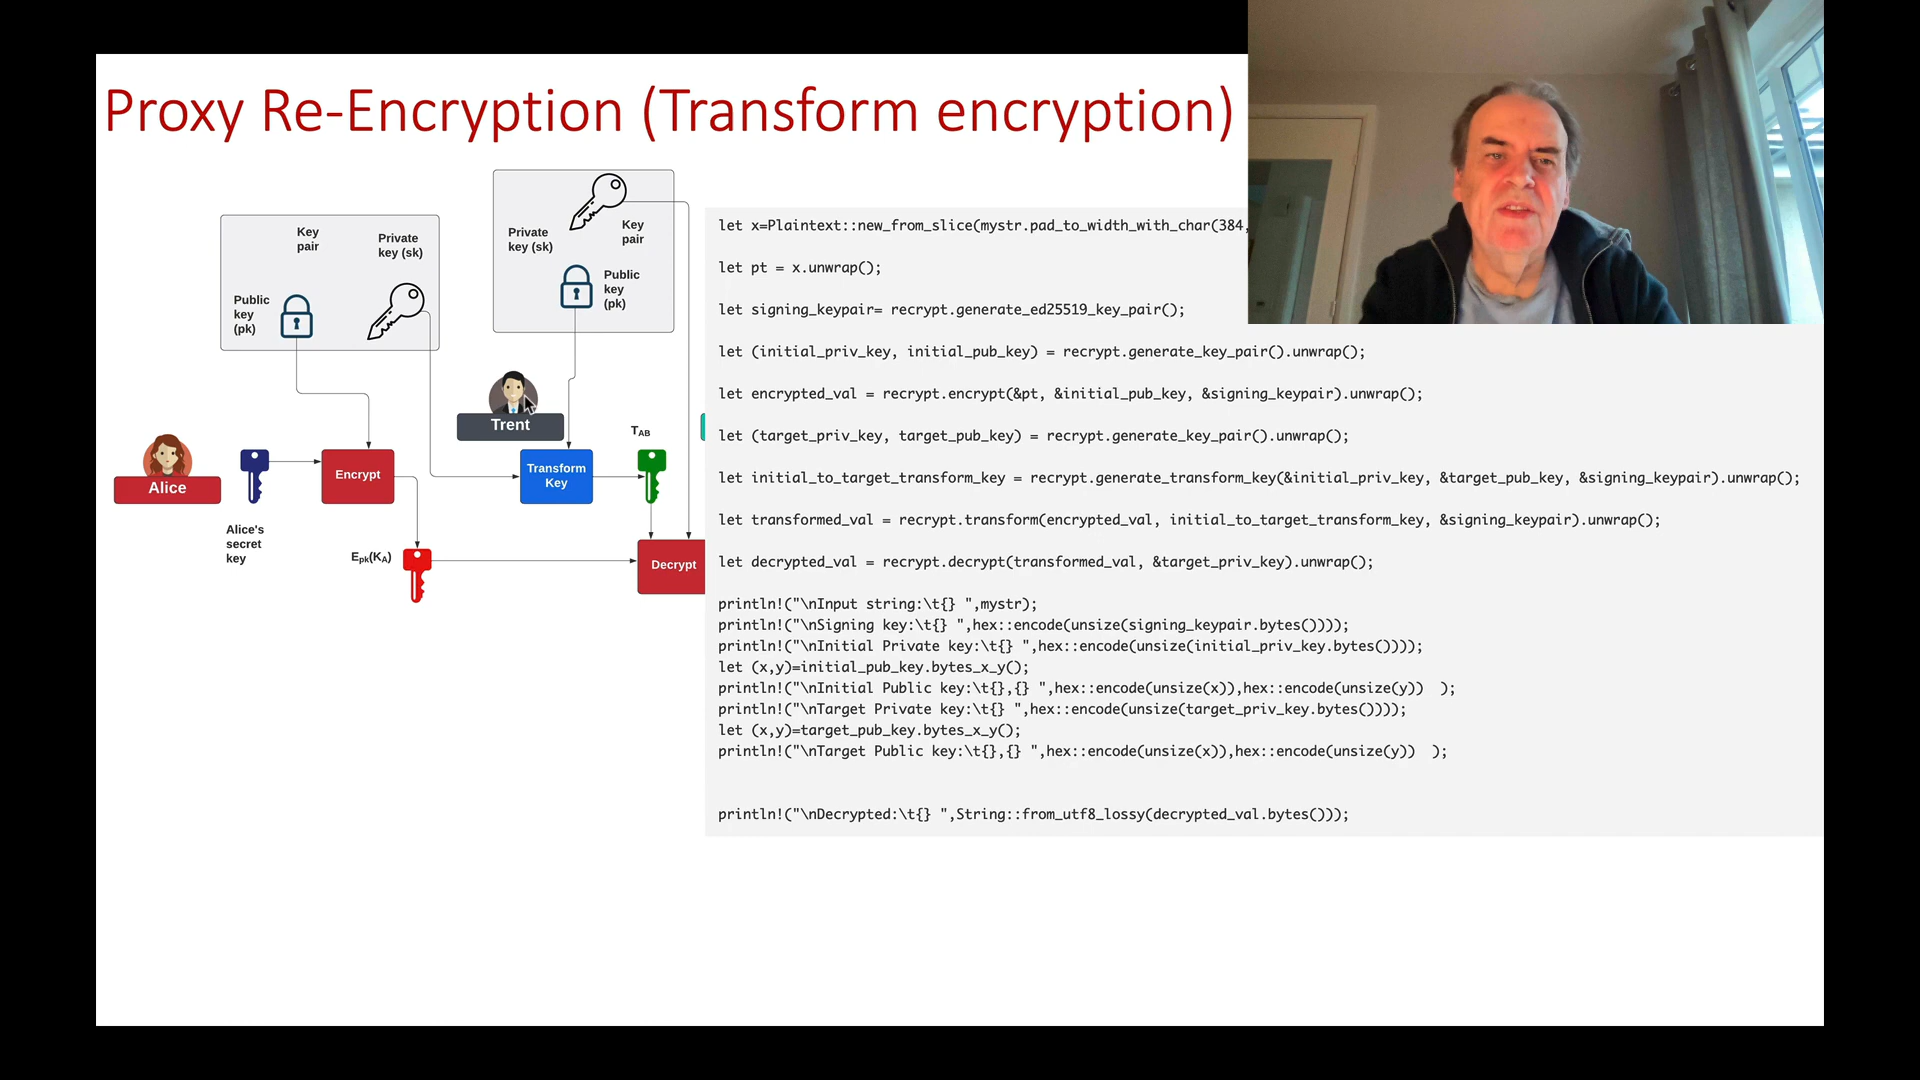 Proxy Re-Encryption (Transform encryption)
Key
pair
Private
key (sk)
Public
key
(pk)
Private
key (sk)
Key
pair
Public
key
(pk)
Trent
Alice
Alice's
secret
key
Encrypt
Epk(KA)
Transform
Key
TAB
Decrypt
let x=Plaintext::new_from_slice(mystr.pad_to_width_with_char(384,
let pt = x.unwrap();
let signing_keypair= recrypt.generate_ed25519_key_pair();
let (initial_priv_key, initial_pub_key) = recrypt.generate_key_pair().unwrap();
let encrypted_val = recrypt.encrypt(&pt, &initial_pub_key, &signing_keypair).unwrap();
let (target_priv_key, target_pub_key) = recrypt.generate_key_pair().unwrap();
let initial_to_target_transform_key = recrypt.generate_transform_key(&initial_priv_key, &target_pub_key, &signing_keypair).unwrap();
let transformed_val = recrypt.transform(encrypted_val, initial_to_target_transform_key, &signing_keypair).unwrap();
let decrypted_val = recrypt.decrypt(transformed_val, &target_priv_key).unwrap();
println!("\nInput string:\t{} ",mystr);
println!("\nSigning key:\t{} ",hex::encode(unsize(signing_keypair.bytes())));
println!("\nInitial Private key:\t{} ",hex::encode(unsize(initial_priv_key.bytes())));
let (x,y)=initial_pub_key.bytes_x_y();
println!("\nInitial Public key:\t{},{} ",hex::encode(unsize(x)),hex::encode(unsize(y))  );
println!("\nTarget Private key:\t{} ",hex::encode(unsize(target_priv_key.bytes())));
let (x,y)=target_pub_key.bytes_x_y();
println!("\nTarget Public key:\t{},{} ",hex::encode(unsize(x)),hex::encode(unsize(y))  );
println!("\nDecrypted:\t{} ",String::from_utf8_lossy(decrypted_val.bytes()));